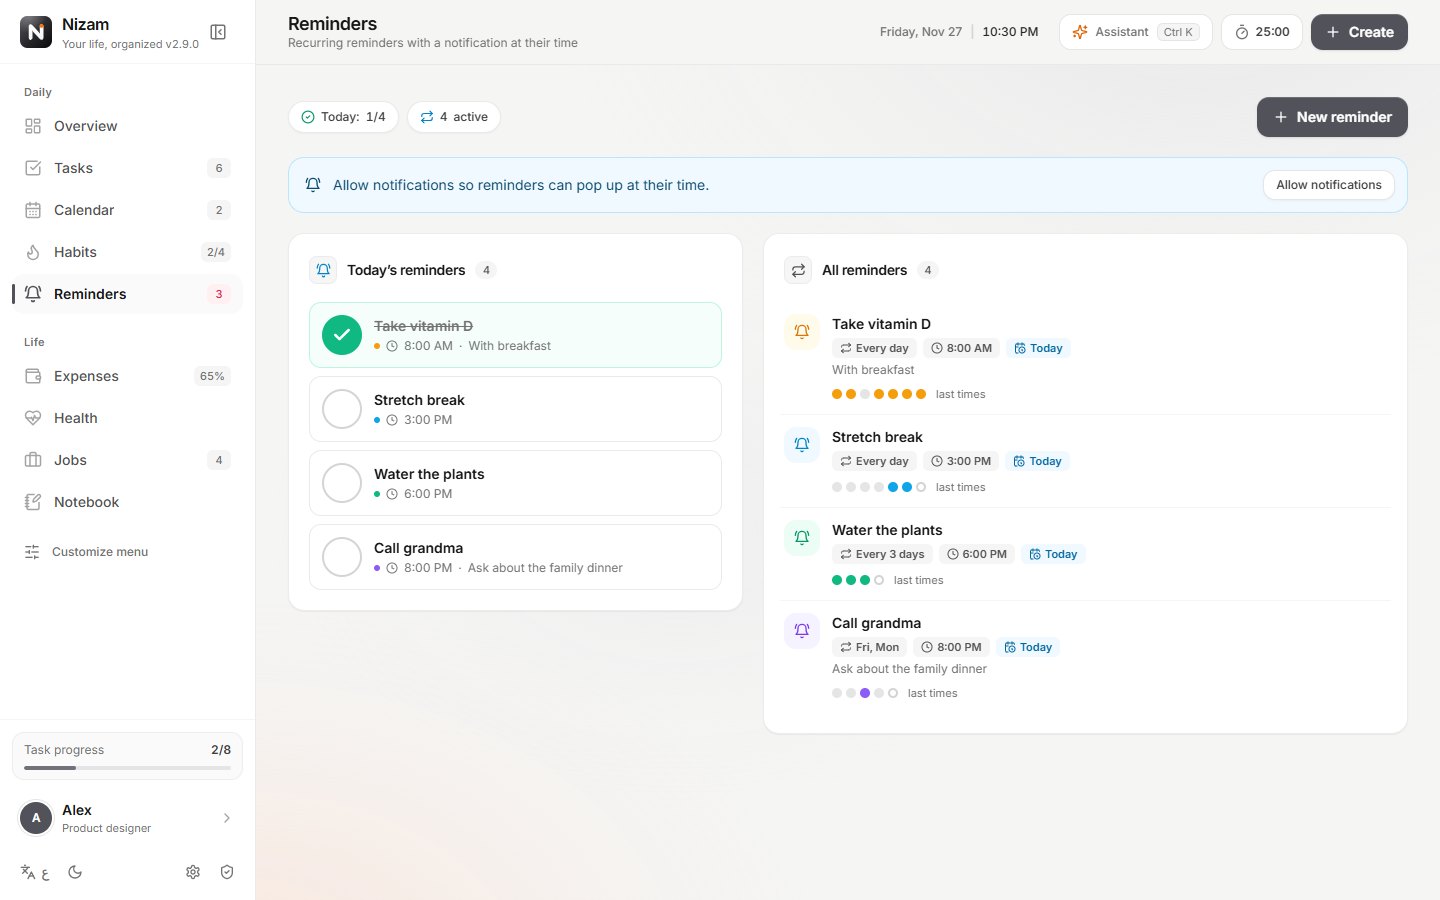 Nizam
Your life, organized v2.9.0
Daily
Overview
Tasks 6
Calendar 2
Habits 2/4
Reminders 3
Life
Expenses 65%
Health
Jobs 4
Notebook
Customize menu
Task progress 2/8
A
Alex
Product designer
ع
Reminders
Recurring reminders with a notification at their time
Friday, Nov 27 10:30 PM
Assistant Ctrl K
25:00
Create
Today: 1/4
4 active
New reminder
Allow notifications so reminders can pop up at their time.
Allow notifications
Today’s reminders 4
Take vitamin D
8:00 AM · With breakfast
Stretch break
3:00 PM
Water the plants
6:00 PM
Call grandma
8:00 PM · Ask about the family dinner
All reminders 4
Take vitamin D
Every day 8:00 AM Today
With breakfast
last times
Stretch break
Every day 3:00 PM Today
last times
Water the plants
Every 3 days 6:00 PM Today
last times
Call grandma
Fri, Mon 8:00 PM Today
Ask about the family dinner
last times